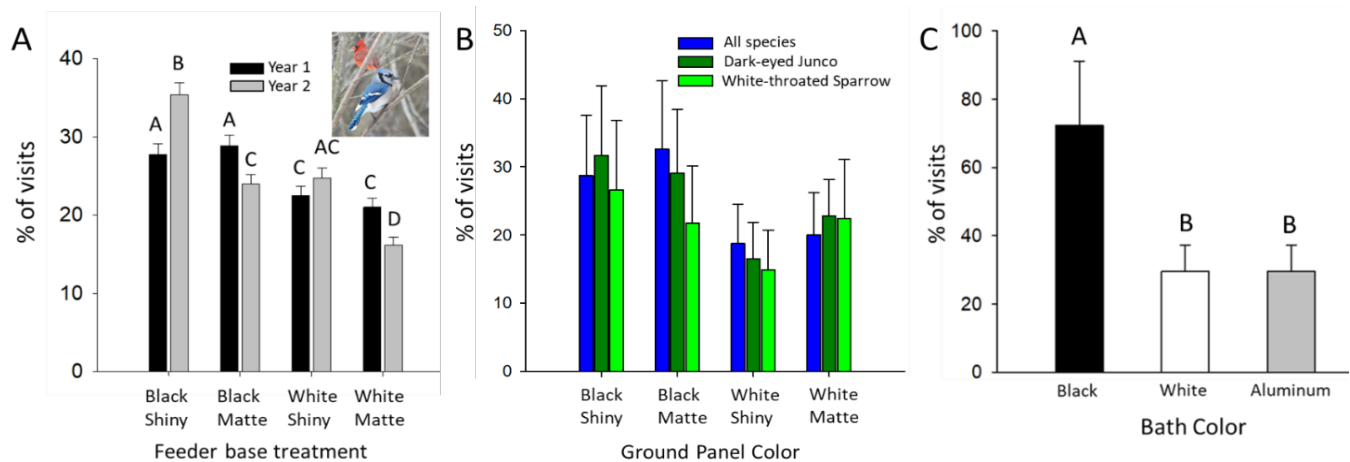 A
% of visits
40
30
20
10
0
Year 1
Year 2
A
B
A
C
C
AC
C
D
Black
Shiny
Black
Matte
White
Shiny
White
Matte
Feeder base treatment
B
% of visits
50
40
30
20
10
0
All species
Dark-eyed Junco
White-throated Sparrow
Black
Shiny
Black
Matte
White
Shiny
White
Matte
Ground Panel Color
C
% of visits
100
80
60
40
20
0
A
B
B
Black
White
Aluminum
Bath Color